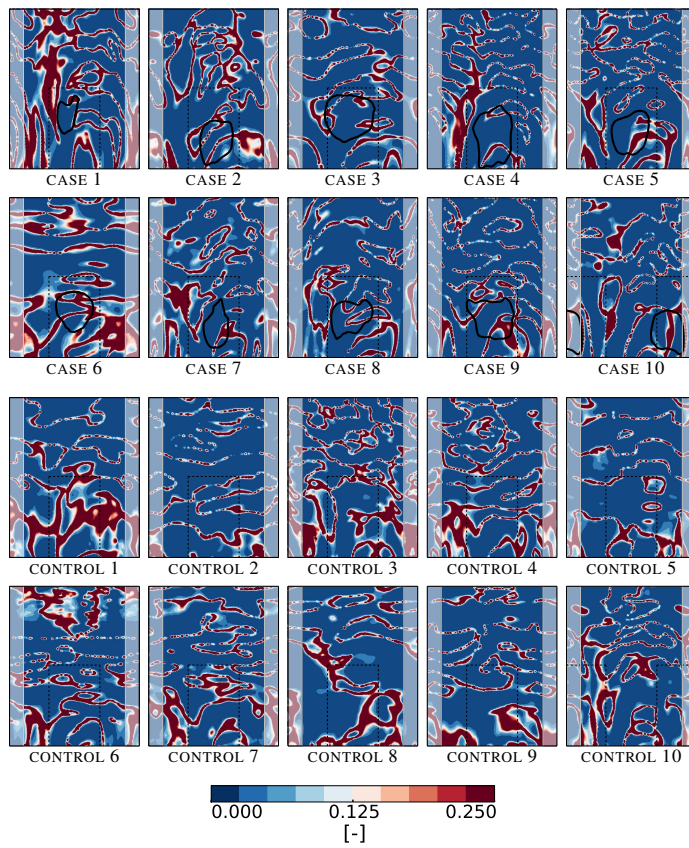 CASE 1 CASE 2 CASE 3 CASE 4 CASE 5
CASE 6 CASE 7 CASE 8 CASE 9 CASE 10
CONTROL 1 CONTROL 2 CONTROL 3 CONTROL 4 CONTROL 5
CONTROL 6 CONTROL 7 CONTROL 8 CONTROL 9 CONTROL 10
0.000 0.125 0.250
[-]